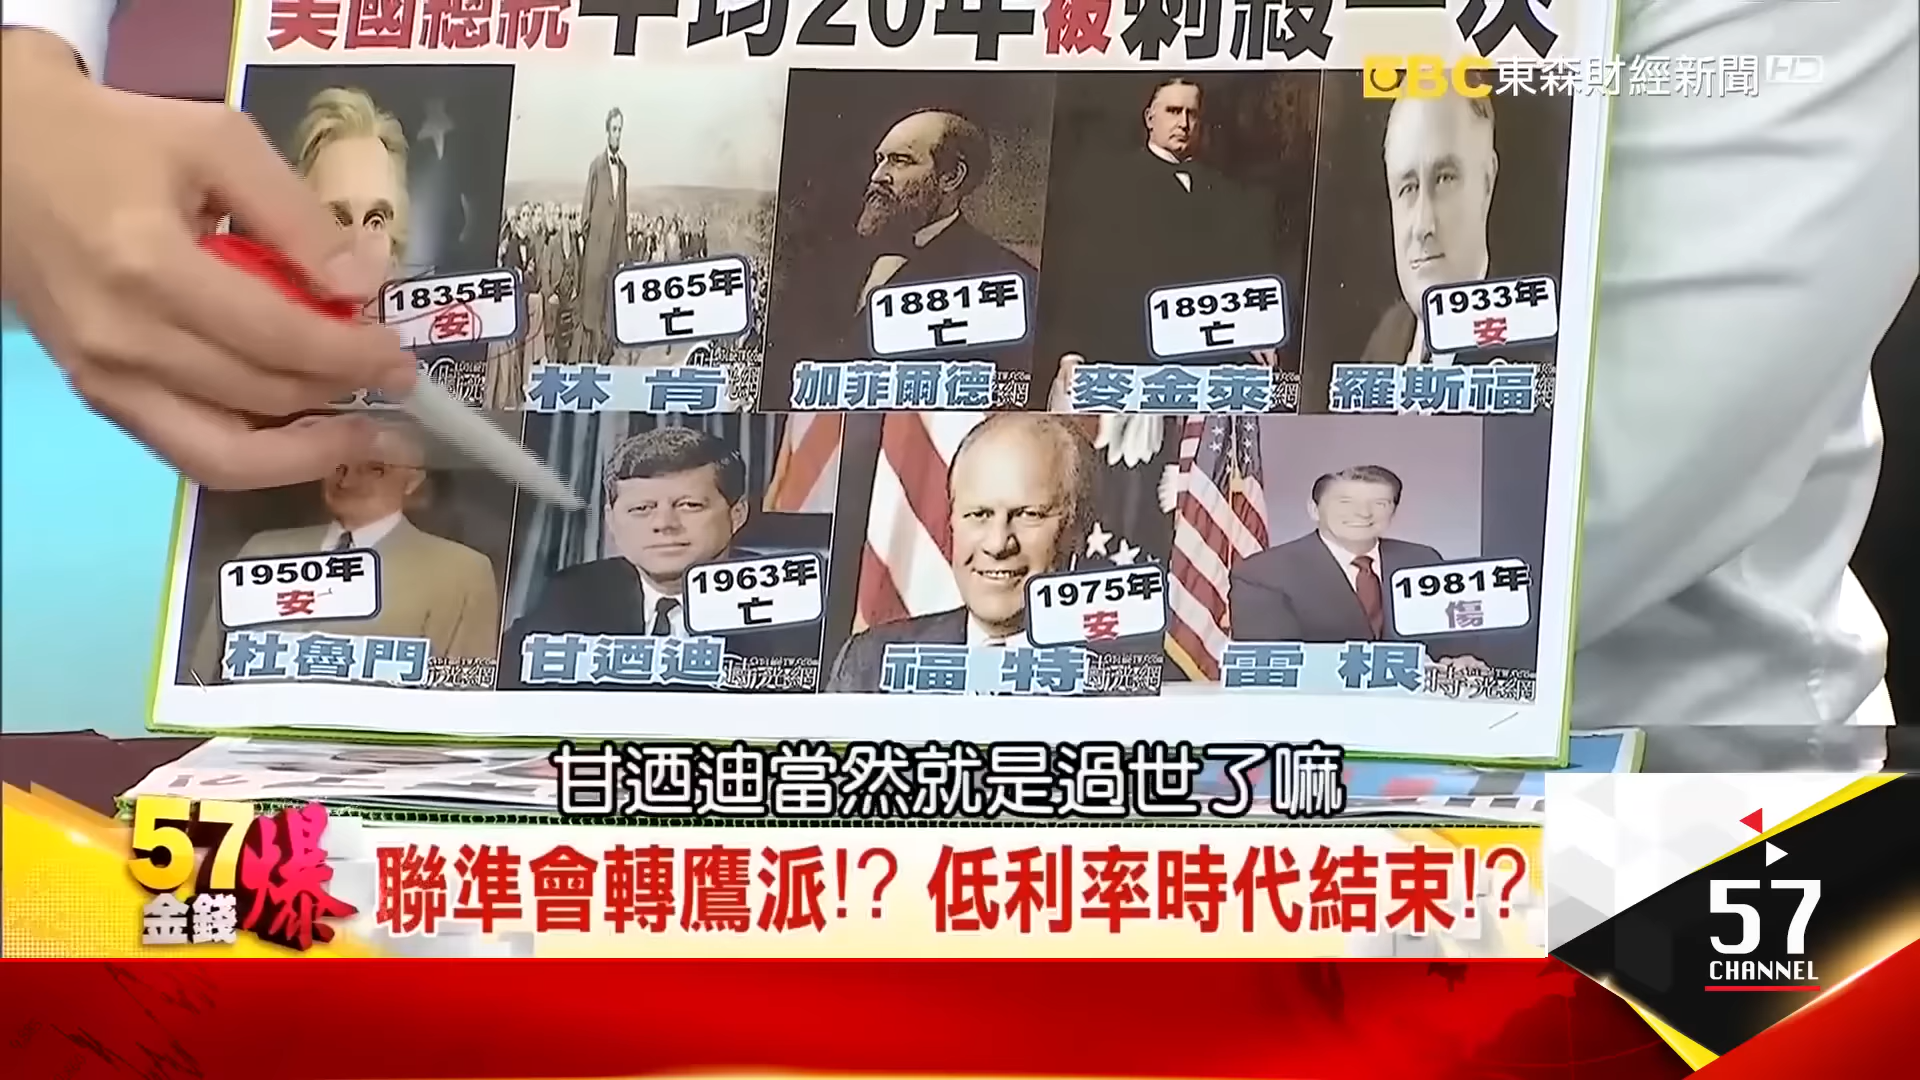 美國總統平均20年被刺殺一次
EBC東森財經新聞HD
1835年
安
1865年
亡
1881年
亡
1893年
亡
1933年
安
林肯
加菲爾德
麥金萊
羅斯福
1950年
安
1963年
亡
1975年
安
1981年
傷
杜魯門
甘迺迪
福特
雷根
時光網
甘迺迪當然就是過世了嘛
57金錢爆
聯準會轉鷹派!? 低利率時代結束!?
57
CHANNEL